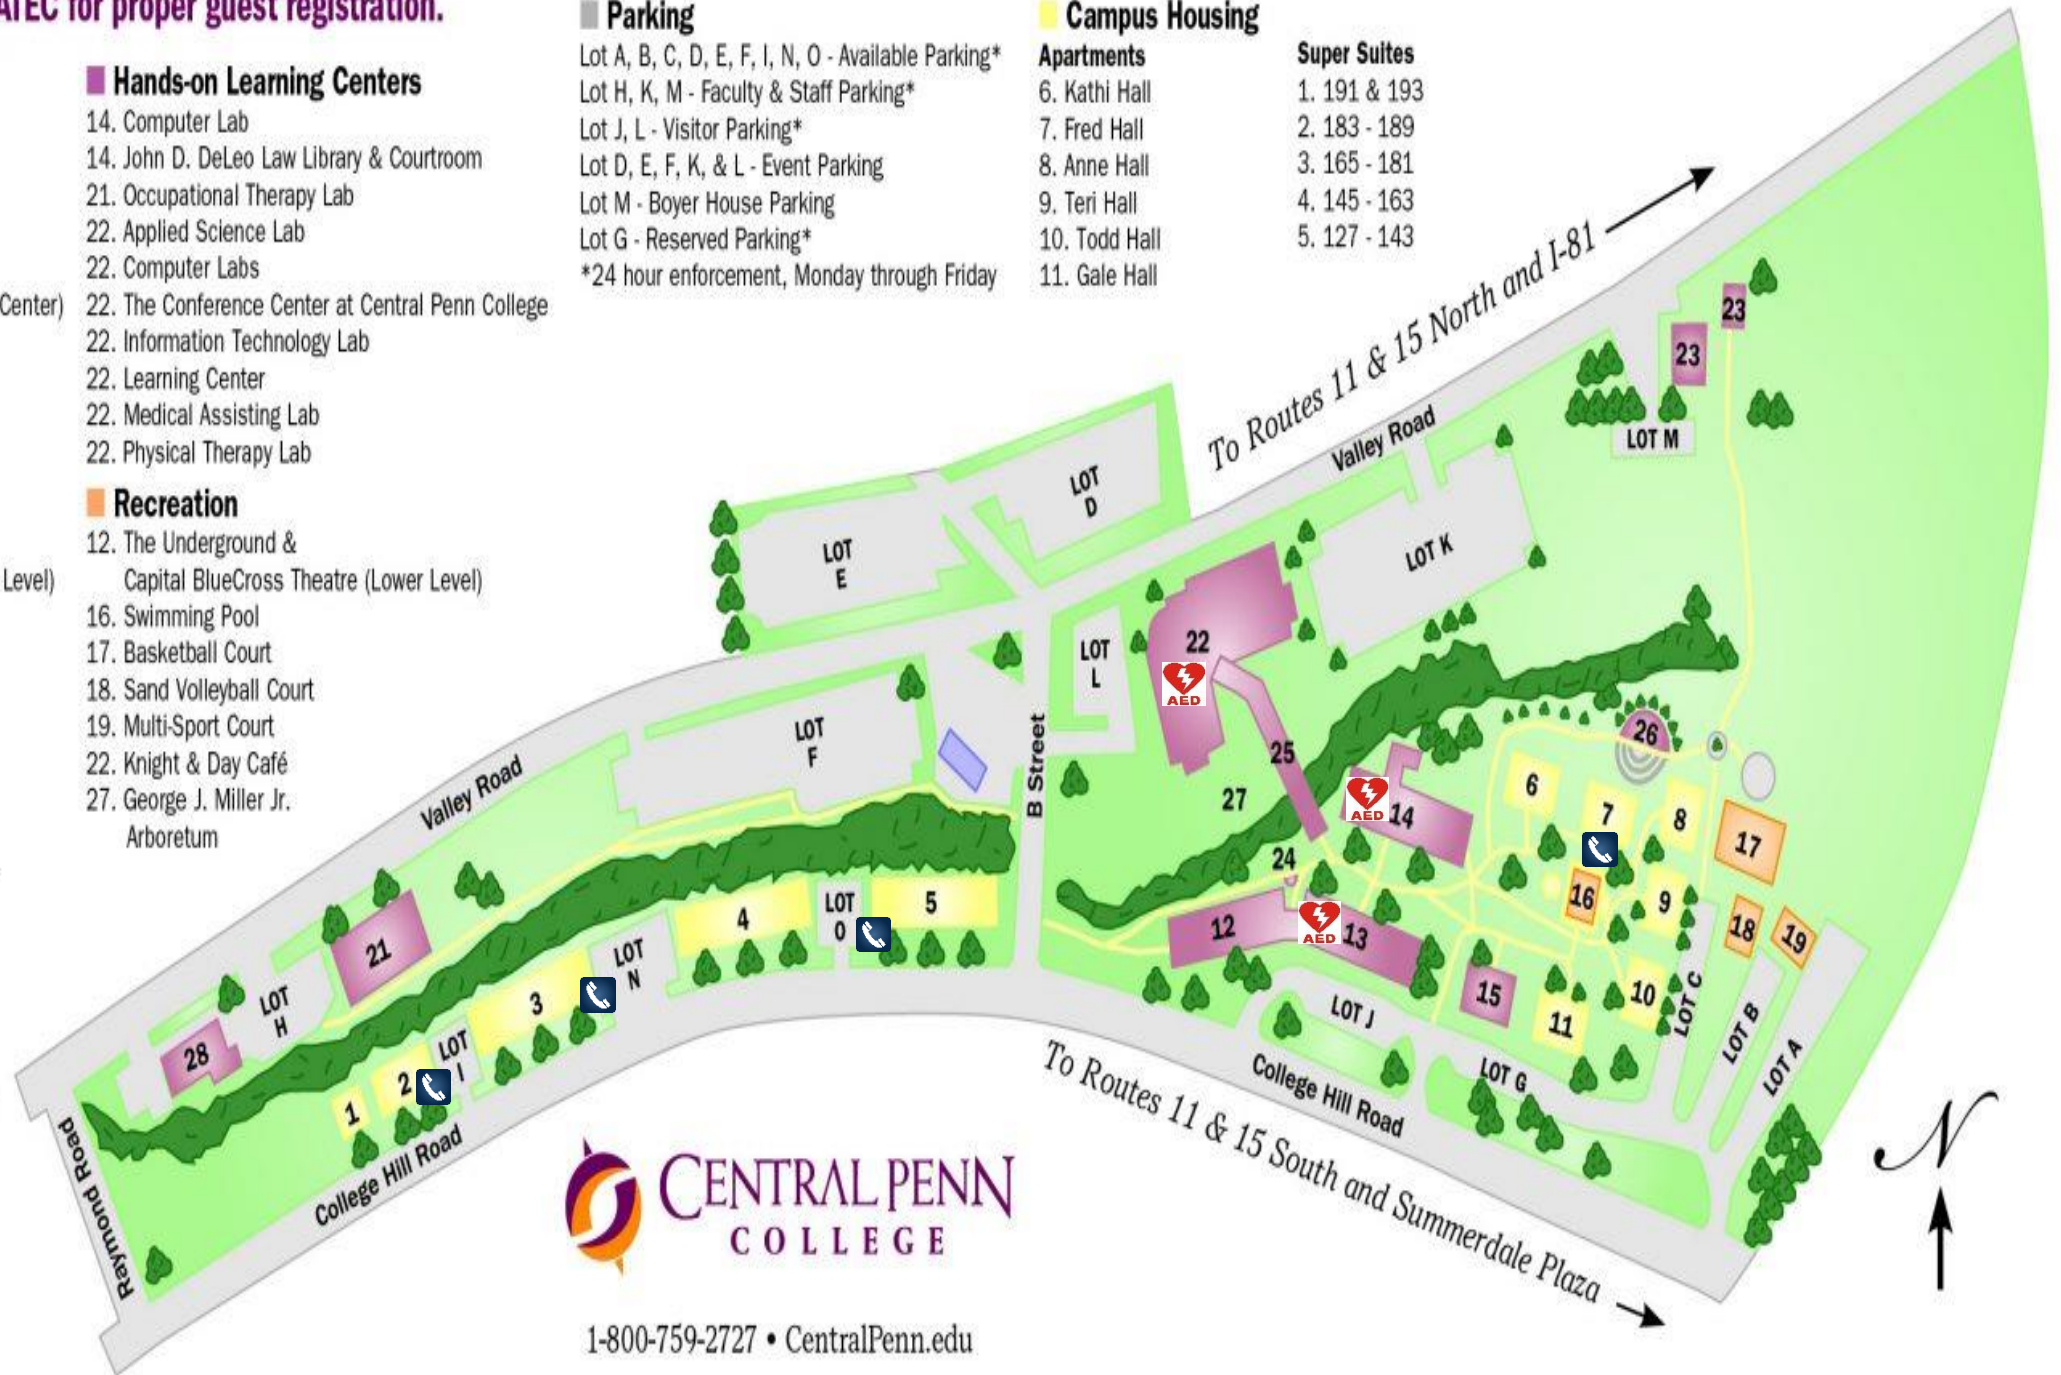 ATEC for proper guest registration.
Center)
Level)
Hands-on Learning Centers
14. Computer Lab
14. John D. DeLeo Law Library & Courtroom
21. Occupational Therapy Lab
22. Applied Science Lab
22. Computer Labs
22. The Conference Center at Central Penn College
22. Information Technology Lab
22. Learning Center
22. Medical Assisting Lab
22. Physical Therapy Lab
Recreation
12. The Underground &
Capital BlueCross Theatre (Lower Level)
16. Swimming Pool
17. Basketball Court
18. Sand Volleyball Court
19. Multi-Sport Court
22. Knight & Day Café
27. George J. Miller Jr.
Arboretum
Parking
Lot A, B, C, D, E, F, I, N, O - Available Parking*
Lot H, K, M - Faculty & Staff Parking*
Lot J, L - Visitor Parking*
Lot D, E, F, K, & L - Event Parking
Lot M - Boyer House Parking
Lot G - Reserved Parking*
*24 hour enforcement, Monday through Friday
Campus Housing
Apartments
6. Kathi Hall
7. Fred Hall
8. Anne Hall
9. Teri Hall
10. Todd Hall
11. Gale Hall
Super Suites
1. 191 & 193
2. 183 - 189
3. 165 - 181
4. 145 - 163
5. 127 - 143
To Routes 11 & 15 North and I-81
Valley Road
23
23
LOT M
LOT
D
LOT
E
LOT K
22
AED
LOT
L
B Street
LOT
F
25
26
27
AED
14
6
7
8
17
24
16
9
18
19
12
AED
13
15
10
11
LOT C
LOT B
LOT A
LOT J
LOT G
College Hill Road
To Routes 11 & 15 South and Summerdale Plaza
N
Valley Road
21
LOT
H
28
1
2
LOT
I
3
LOT
N
4
LOT
O
5
College Hill Road
Raymond Road
CENTRAL PENN
COLLEGE
1-800-759-2727 • CentralPenn.edu